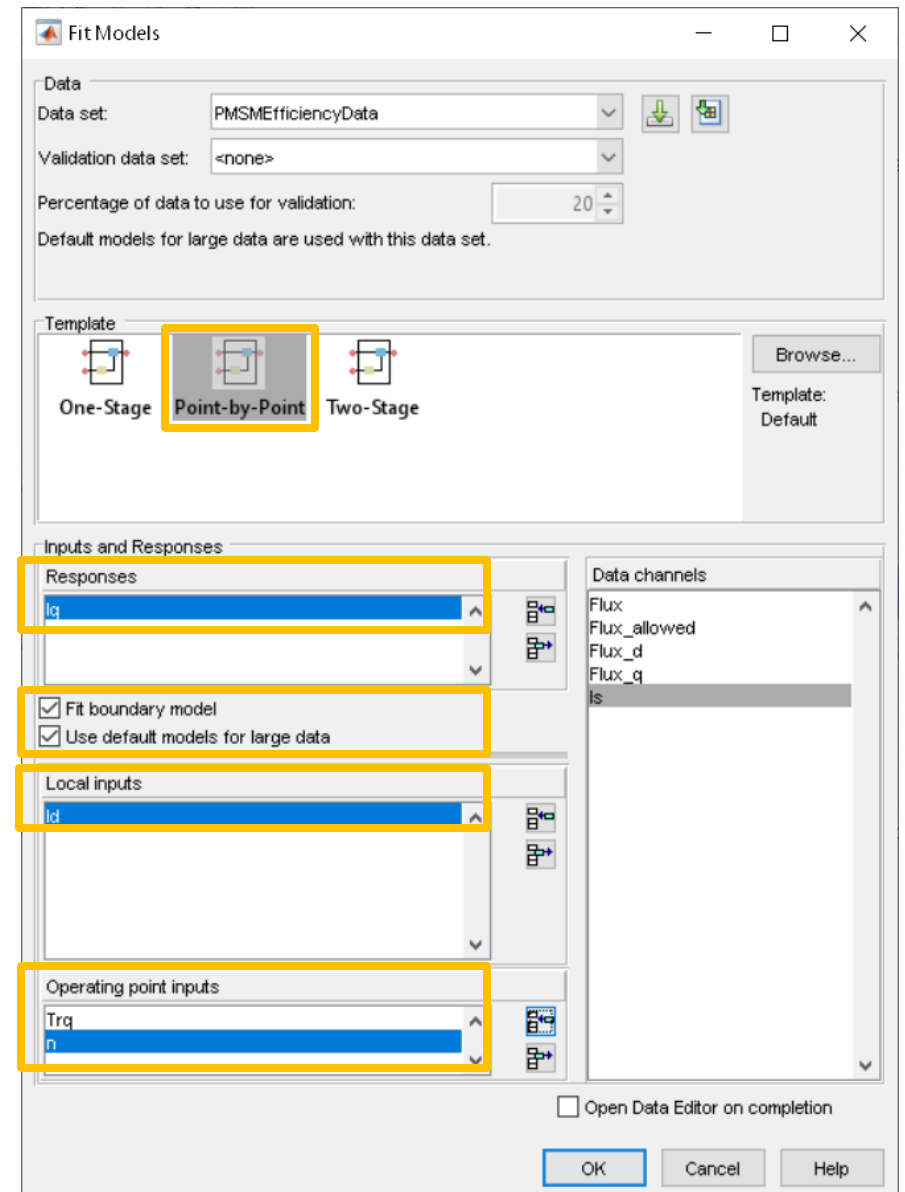 Fit Models
Data
Data set:
PMSMEfficiencyData
Validation data set:
<none>
Percentage of data to use for validation:
20
Default models for large data are used with this data set.
Template
One-Stage
Point-by-Point
Two-Stage
Browse...
Template:
Default
Inputs and Responses
Responses
Iq
Fit boundary model
Use default models for large data
Local inputs
Id
Operating point inputs
Trq
n
Data channels
Flux
Flux_allowed
Flux_d
Flux_q
Is
Open Data Editor on completion
OK
Cancel
Help